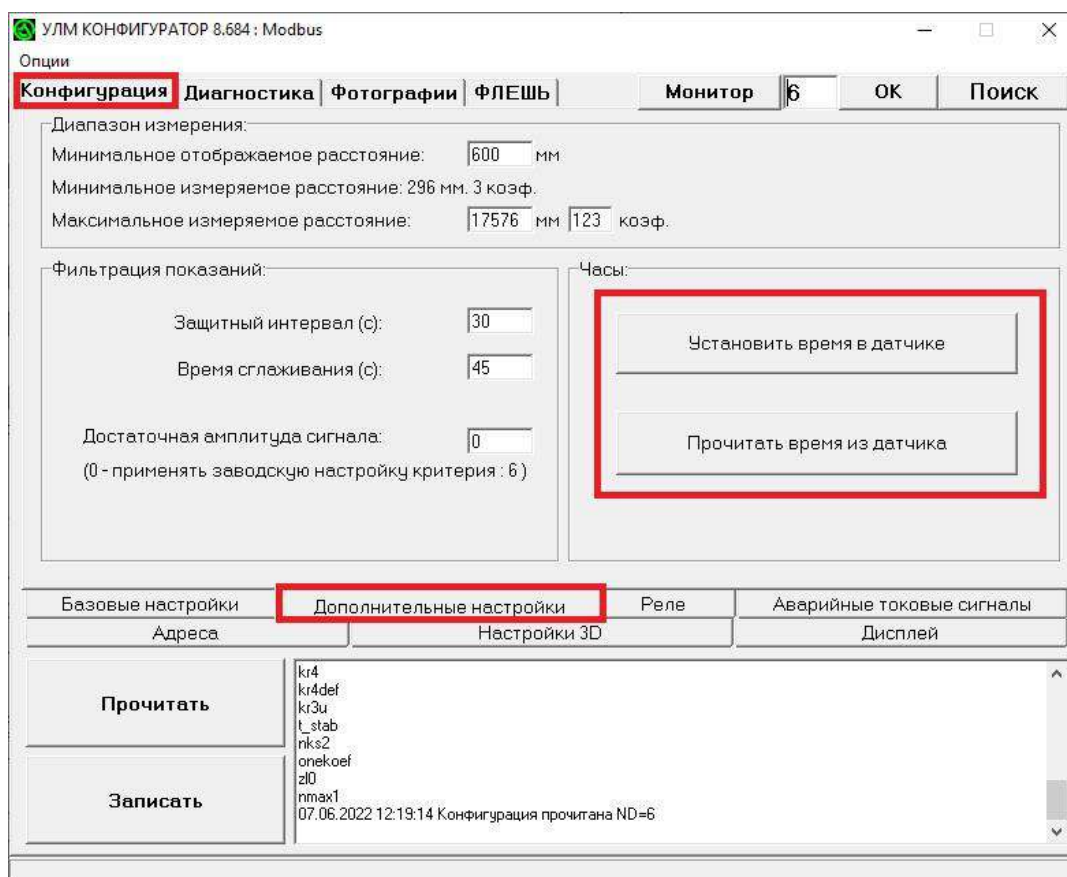 УЛМ КОНФИГУРАТОР 8.684 : Modbus
Опции
Конфигурация Диагностика Фотографии ФЛЕШЬ Монитор 6 ОК Поиск
Диапазон измерения:
Минимальное отображаемое расстояние: 600 мм
Минимальное измеряемое расстояние: 296 мм. 3 коэф.
Максимальное измеряемое расстояние: 17576 мм 123 коэф.
Фильтрация показаний: Часы:
Защитный интервал (с): 30
Установить время в датчике
Время сглаживания (с): 45
Достаточная амплитуда сигнала: 0
Прочитать время из датчика
(0 - применять заводскую настройку критерия : 6 )
Базовые настройки Дополнительные настройки Реле Аварийные токовые сигналы
Адреса Настройки 3D Дисплей
Прочитать
Записать
kr4
kr4def
kr3u
t_stab
nks2
onekoef
zl0
nmax1
07.06.2022 12:19:14 Конфигурация прочитана ND=6